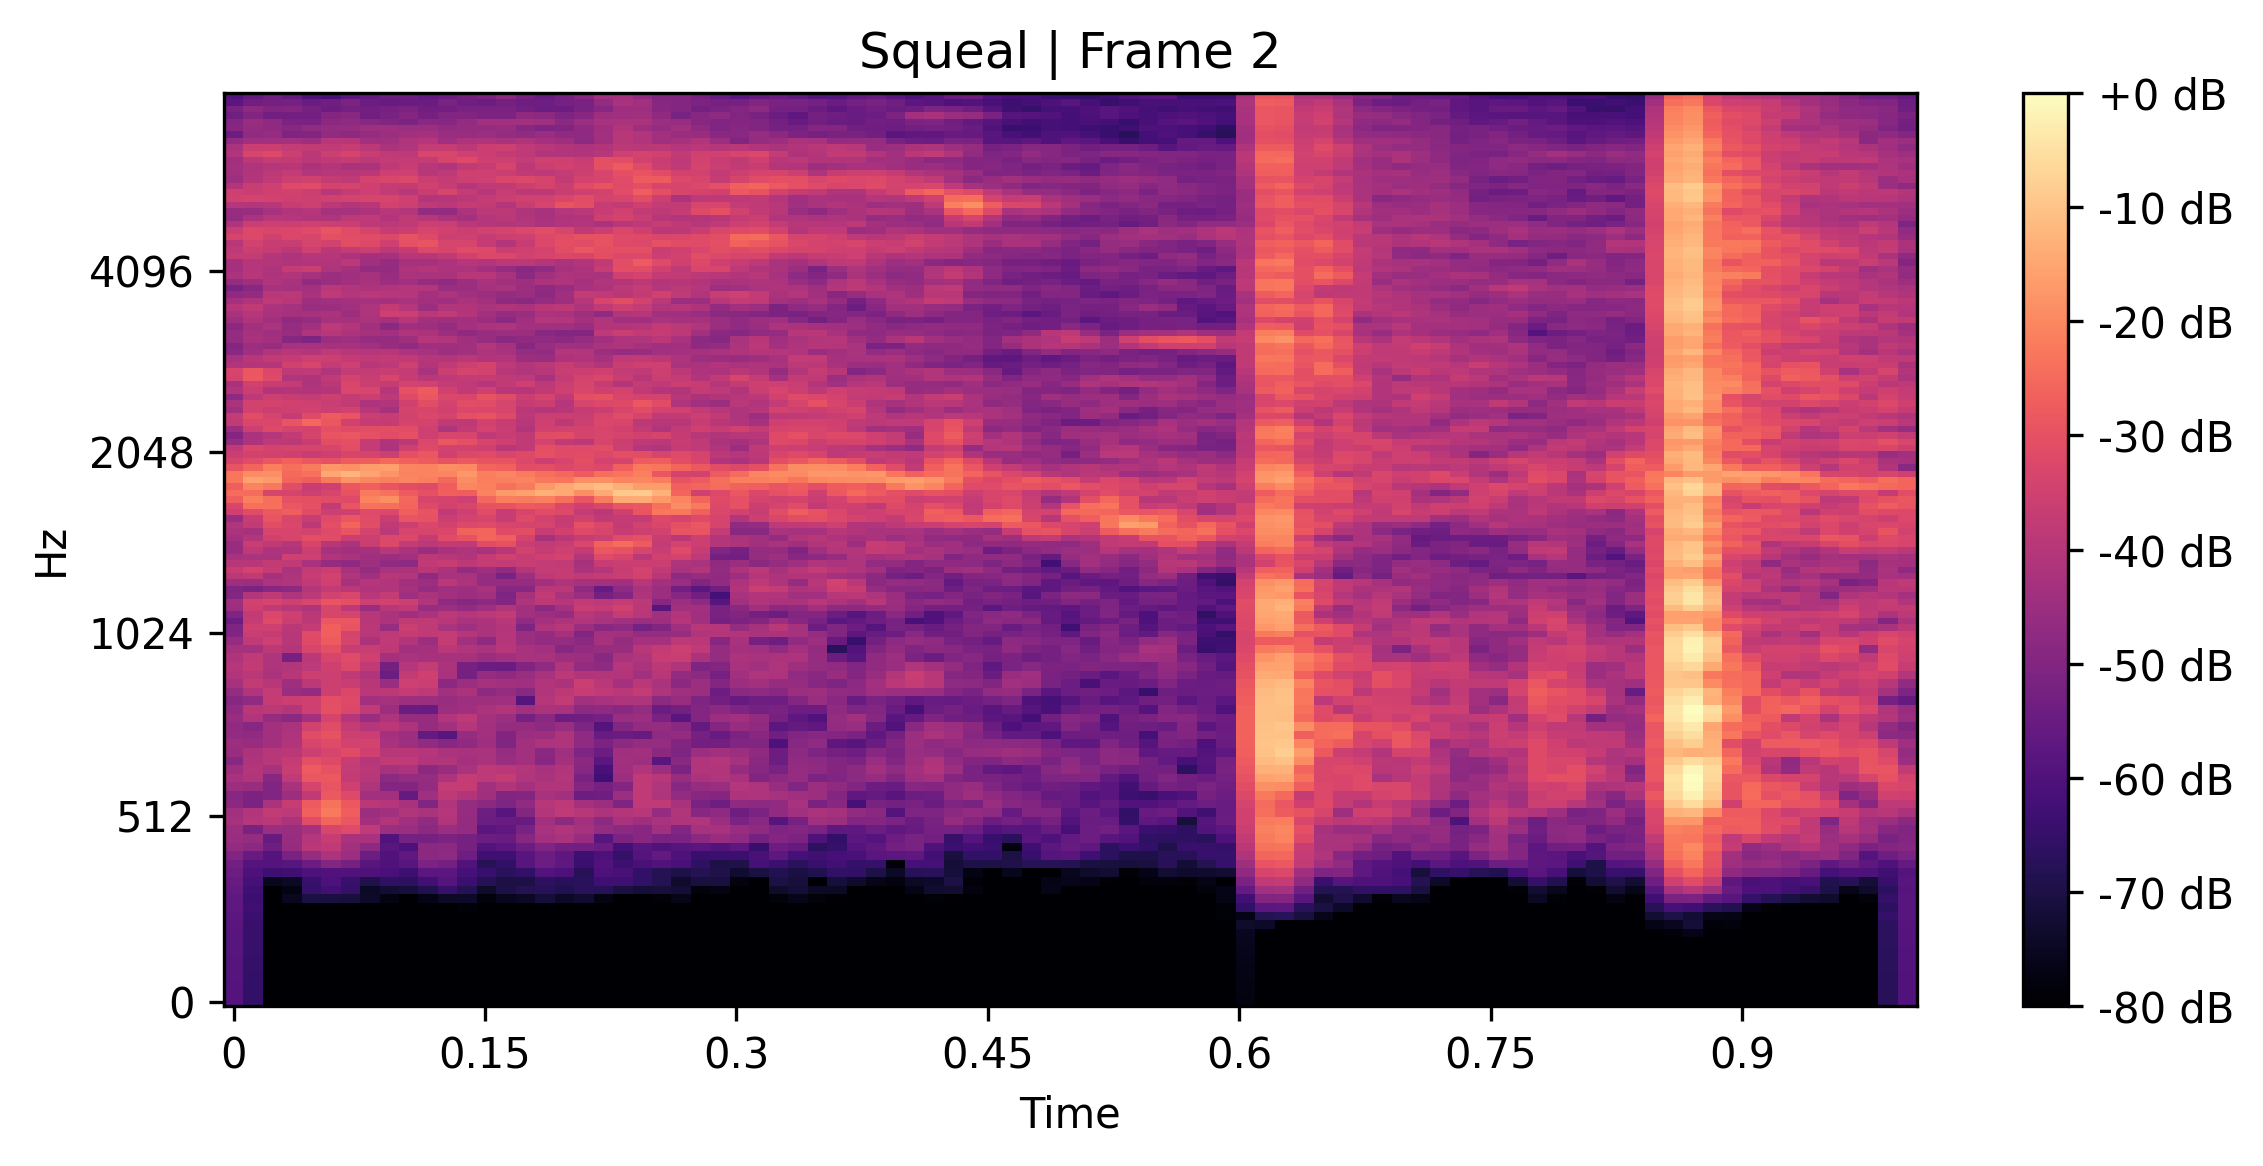 Squeal | Frame 2
+0 dB
-10 dB
-20 dB
-30 dB
-40 dB
-50 dB
-60 dB
-70 dB
-80 dB
Hz
4096
2048
1024
512
0
0 0.15 0.3 0.45 0.6 0.75 0.9
Time